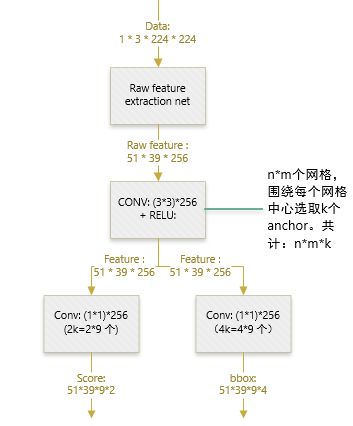 Data:
1 * 3 * 224 * 224
Raw feature
extraction net
Raw feature :
51 * 39 * 256
CONV: (3*3)*256
+ RELU:
n*m个网格,
围绕每个网格
中心选取k个
anchor。共
计：n*m*k
Feature :
51 * 39 * 256
Feature :
51 * 39 * 256
Conv: (1*1)*256
(2k=2*9 个)
Conv: (1*1)*256
（4k=4*9 个）
Score:
51*39*9*2
bbox:
51*39*9*4